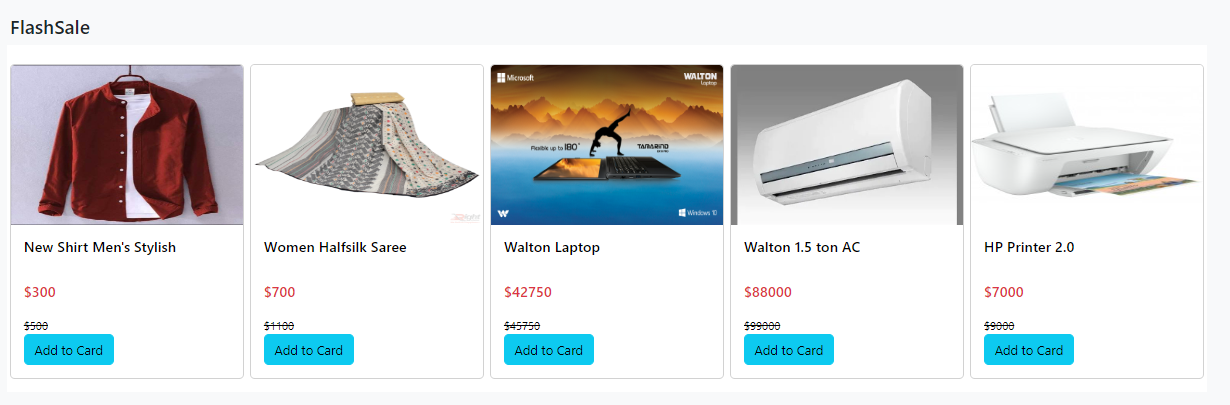 FlashSale
Microsoft
WALTON
Laptop
Flexible up to 180°
TAMARIND
Windows 10
New Shirt Men's Stylish
$300
$500
Add to Card
Women Halfsilk Saree
$700
$1100
Add to Card
Walton Laptop
$42750
$45750
Add to Card
Walton 1.5 ton AC
$88000
$99000
Add to Card
HP Printer 2.0
$7000
$9000
Add to Card